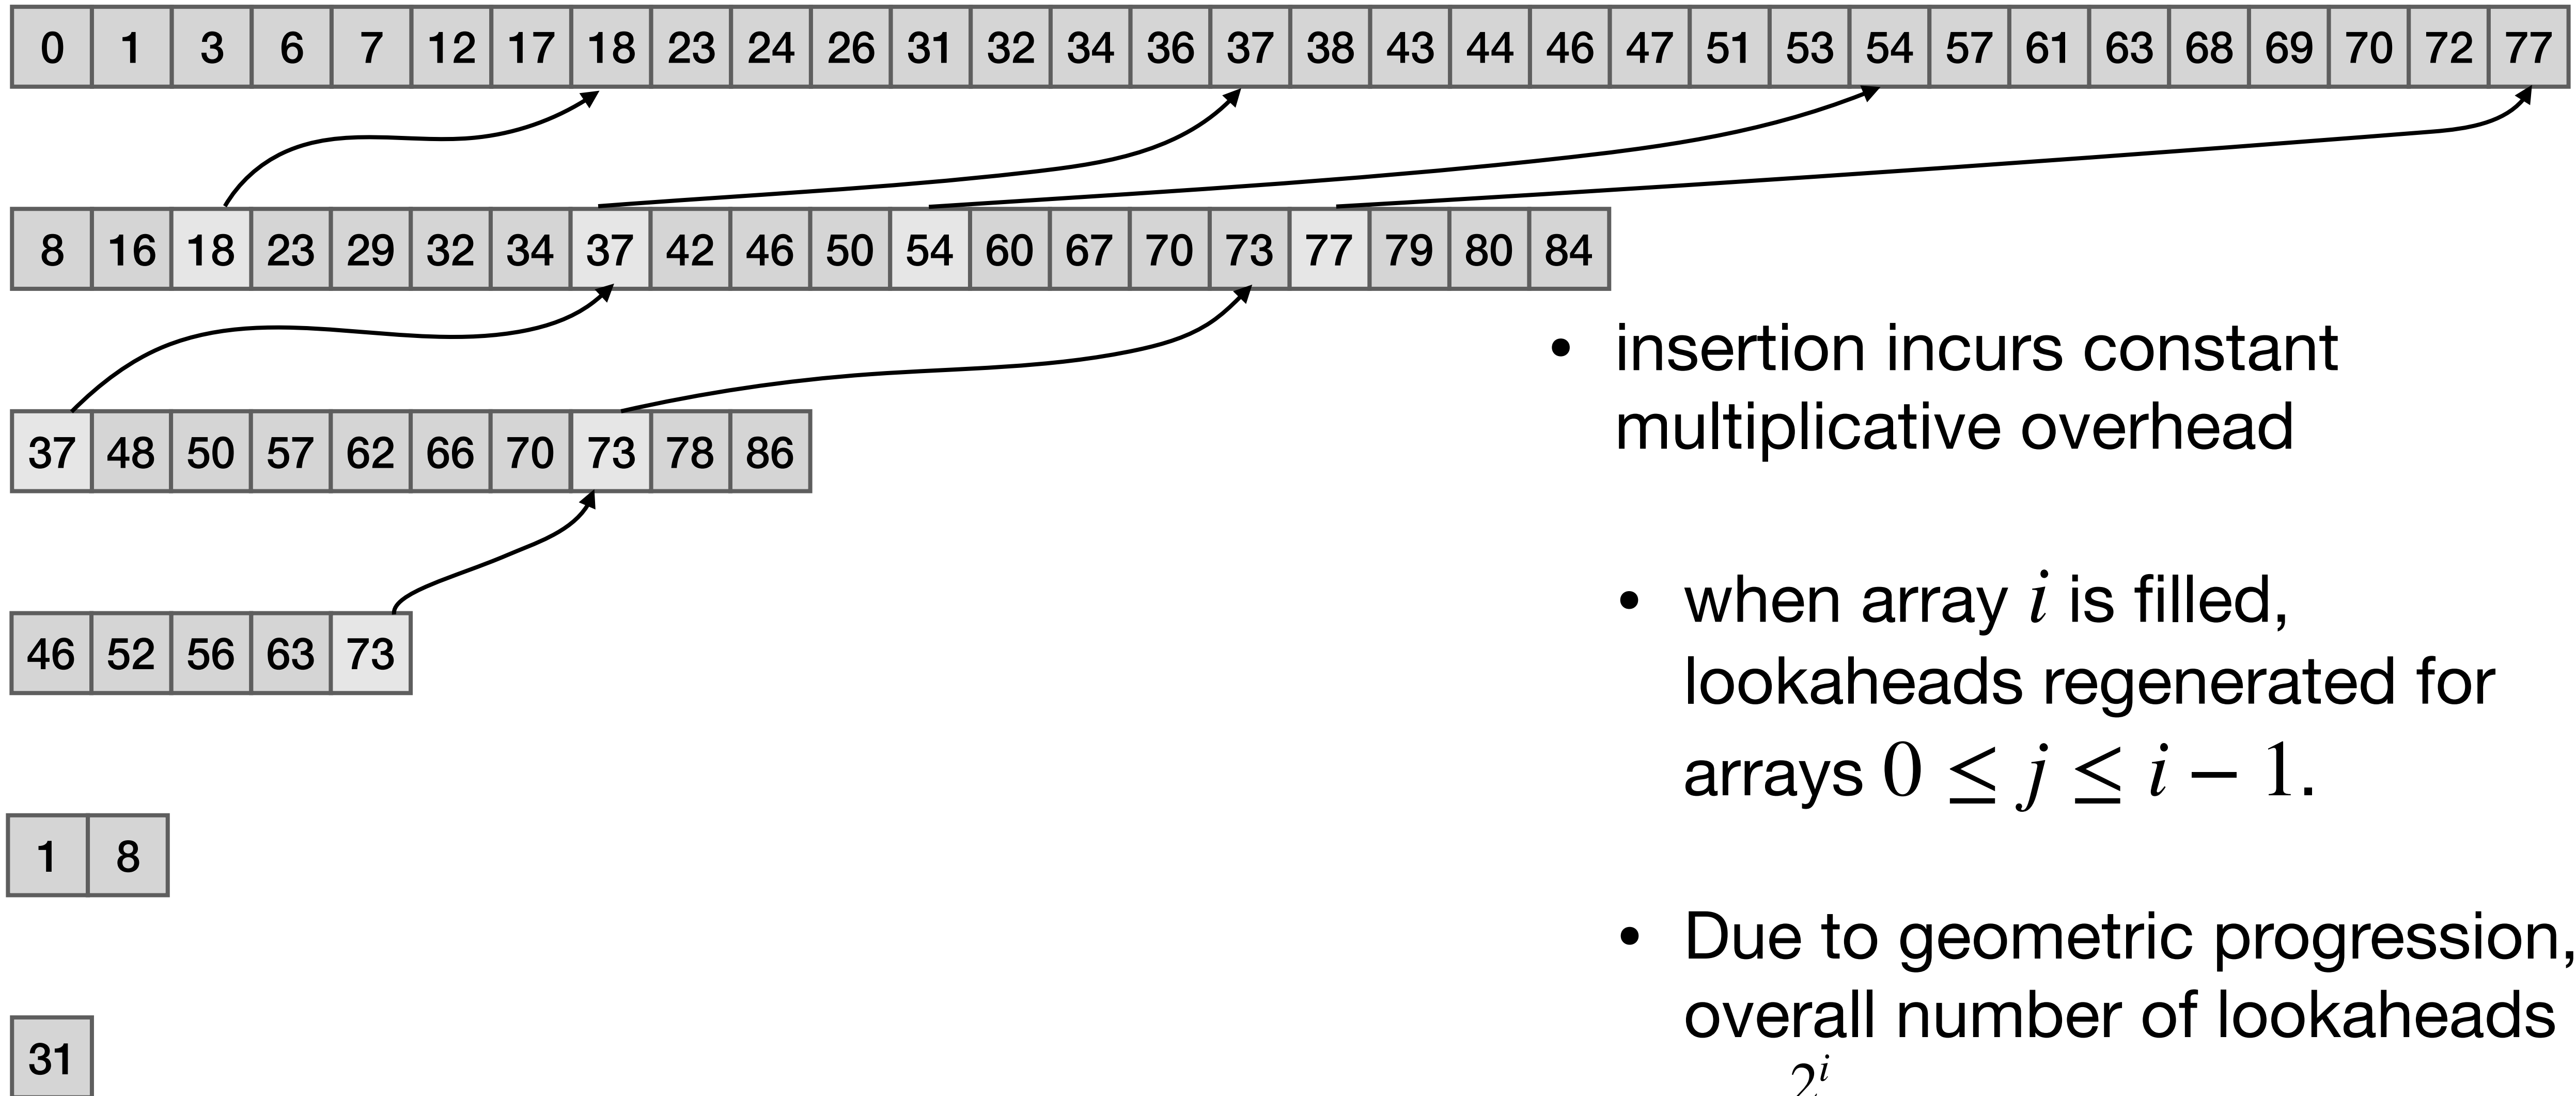 0 1 3 6 7 12 17 18 23 24 26 31 32 34 36 37 38 43 44 46 47 51 53 54 57 61 63 68 69 70 72 77
8 16 18 23 29 32 34 37 42 46 50 54 60 67 70 73 77 79 80 84
37 48 50 57 62 66 70 73 78 86
46 52 56 63 73
1 8
31
• insertion incurs constant
multiplicative overhead
• when array i is filled,
lookaheads regenerated for
arrays 0 ≤ j ≤ i − 1.
• Due to geometric progression,
overall number of lookaheads
2^i